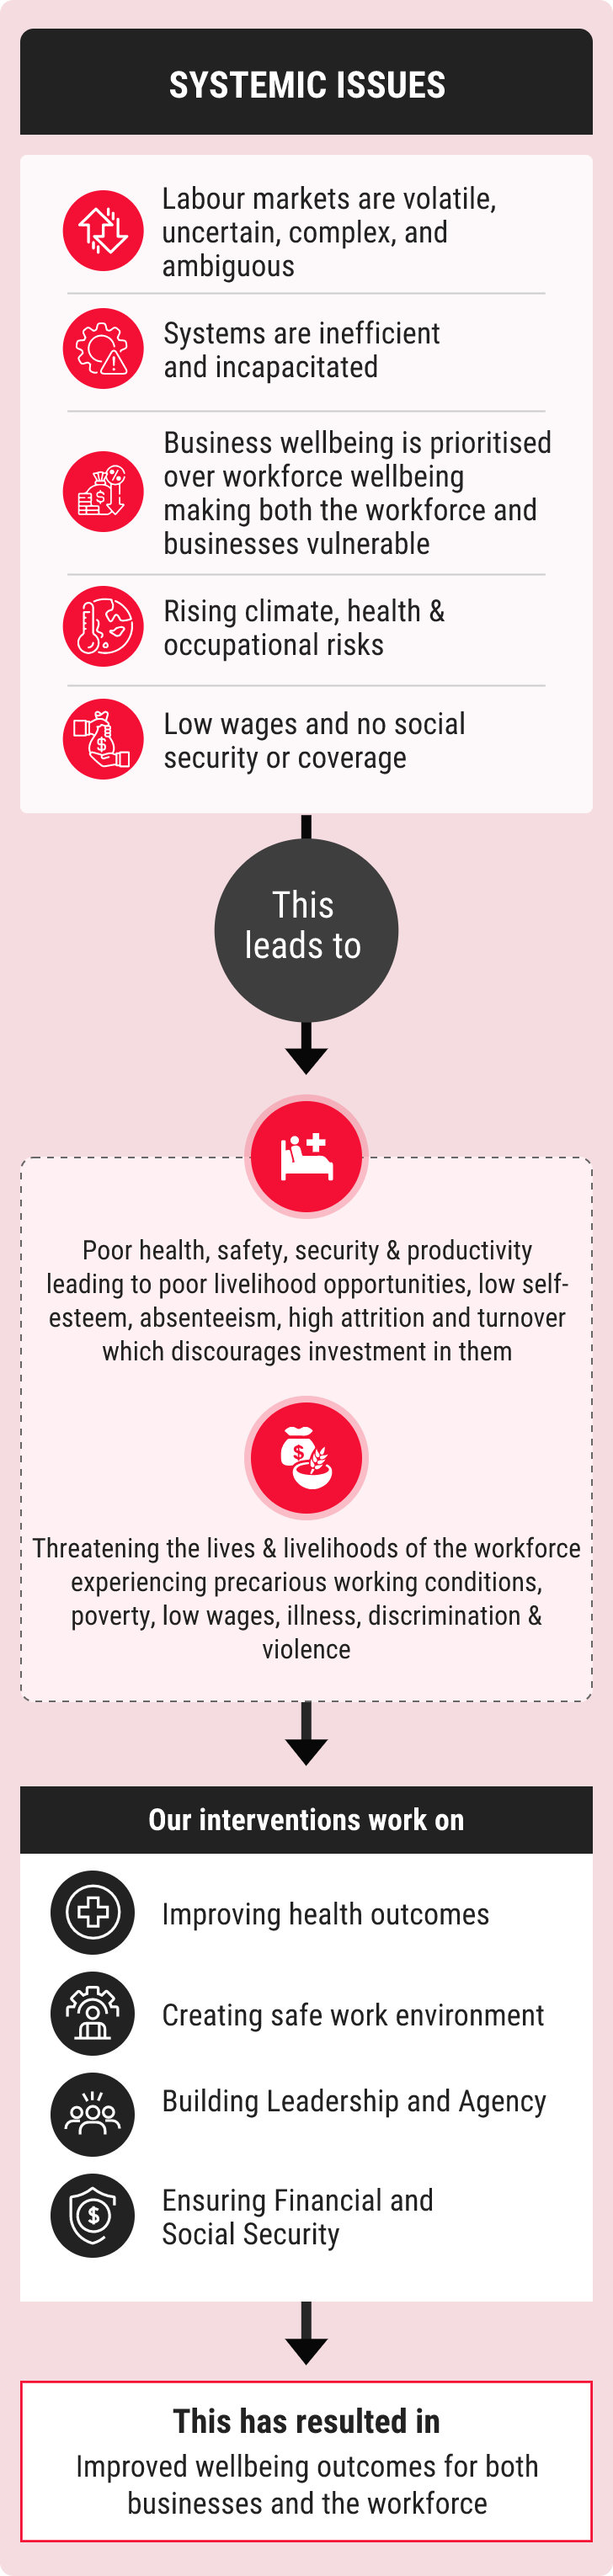 SYSTEMIC ISSUES
Labour markets are volatile,
uncertain, complex, and
ambiguous
Systems are inefficient
and incapacitated
Business wellbeing is prioritised
over workforce wellbeing
making both the workforce and
businesses vulnerable
Rising climate, health &
occupational risks
Low wages and no social
security or coverage
This
leads to
Poor health, safety, security & productivity
leading to poor livelihood opportunities, low self-
esteem, absenteeism, high attrition and turnover
which discourages investment in them
Threatening the lives & livelihoods of the workforce
experiencing precarious working conditions,
poverty, low wages, illness, discrimination &
violence
Our interventions work on
Improving health outcomes
Creating safe work environment
Building Leadership and Agency
Ensuring Financial and
Social Security
This has resulted in
Improved wellbeing outcomes for both
businesses and the workforce